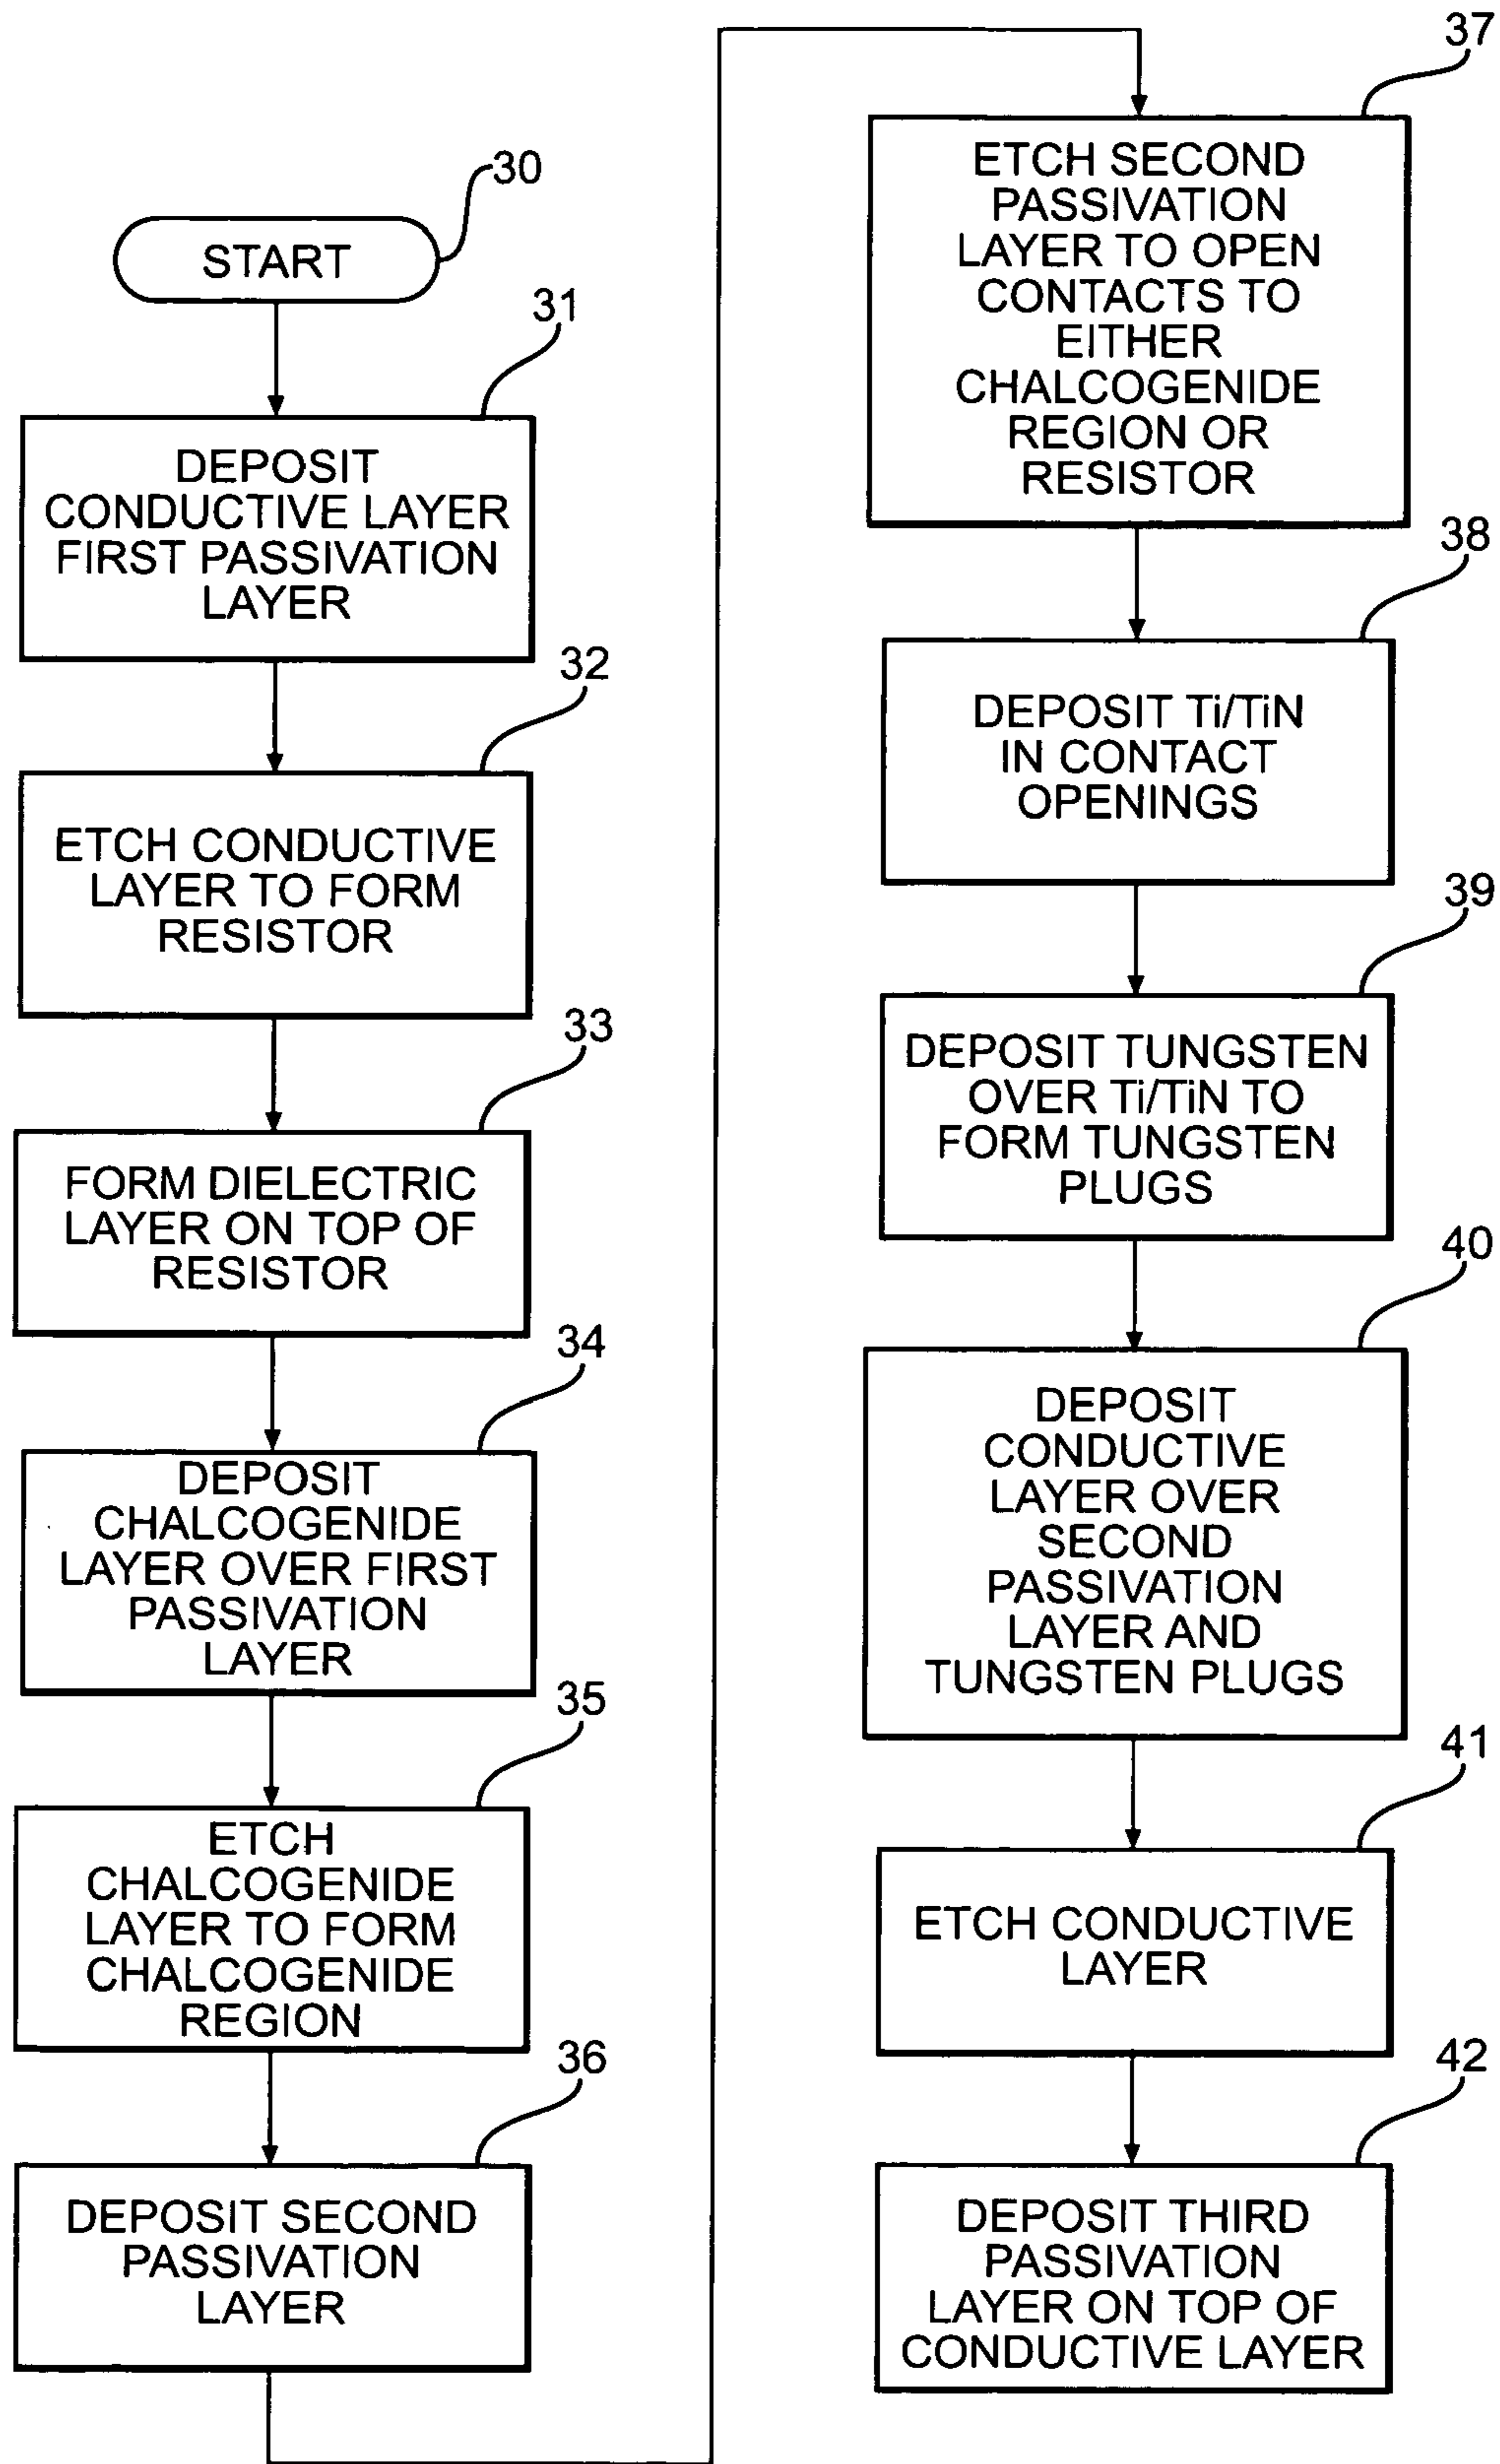 30
START
31
DEPOSIT
CONDUCTIVE LAYER
FIRST PASSIVATION
LAYER
32
ETCH CONDUCTIVE
LAYER TO FORM
RESISTOR
33
FORM DIELECTRIC
LAYER ON TOP OF
RESISTOR
34
DEPOSIT
CHALCOGENIDE
LAYER OVER FIRST
PASSIVATION
LAYER
35
ETCH
CHALCOGENIDE
LAYER TO FORM
CHALCOGENIDE
REGION
36
DEPOSIT SECOND
PASSIVATION
LAYER
37
ETCH SECOND
PASSIVATION
LAYER TO OPEN
CONTACTS TO
EITHER
CHALCOGENIDE
REGION OR
RESISTOR
38
DEPOSIT Ti/TiN
IN CONTACT
OPENINGS
39
DEPOSIT TUNGSTEN
OVER Ti/TiN TO
FORM TUNGSTEN
PLUGS
40
DEPOSIT
CONDUCTIVE
LAYER OVER
SECOND
PASSIVATION
LAYER AND
TUNGSTEN PLUGS
41
ETCH CONDUCTIVE
LAYER
42
DEPOSIT THIRD
PASSIVATION
LAYER ON TOP OF
CONDUCTIVE LAYER